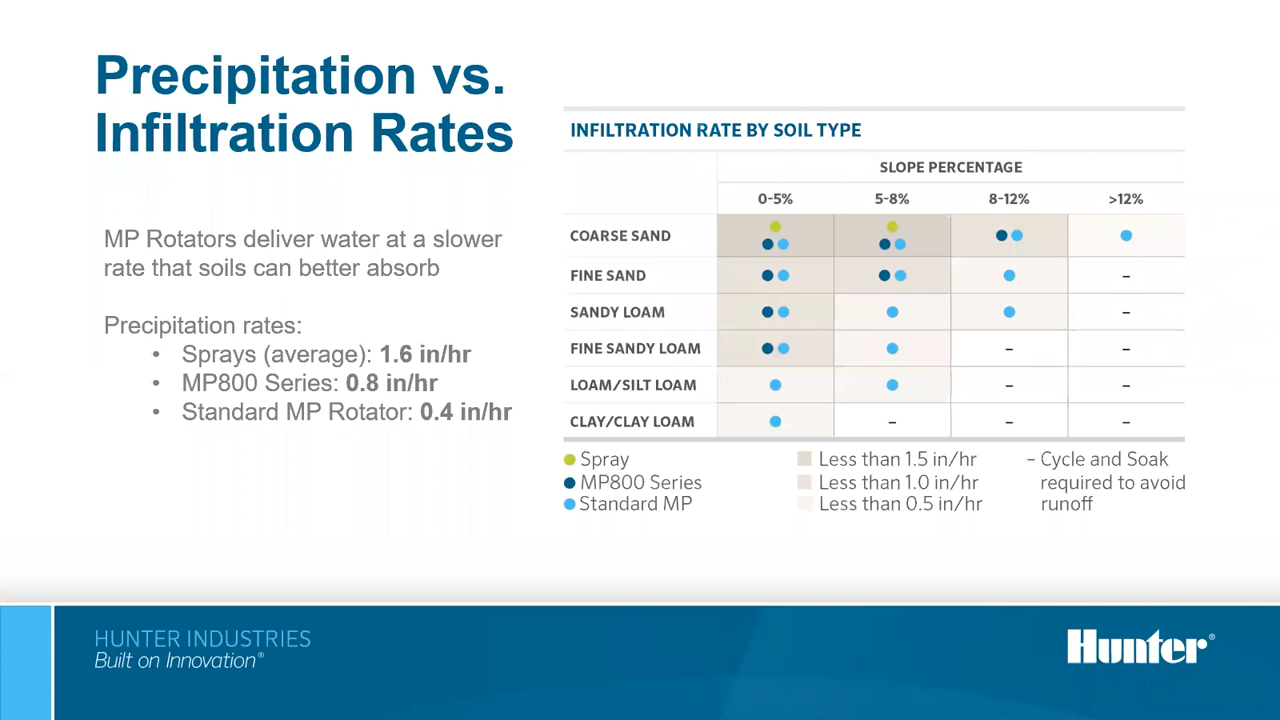 Precipitation vs.
Infiltration Rates
MP Rotators deliver water at a slower
rate that soils can better absorb
Precipitation rates:
• Sprays (average): 1.6 in/hr
• MP800 Series: 0.8 in/hr
• Standard MP Rotator: 0.4 in/hr
INFILTRATION RATE BY SOIL TYPE
SLOPE PERCENTAGE
0-5% 5-8% 8-12% >12%
COARSE SAND
FINE SAND –
SANDY LOAM –
FINE SANDY LOAM – –
LOAM/SILT LOAM – –
CLAY/CLAY LOAM – – –
Spray
MP800 Series
Standard MP
Less than 1.5 in/hr
Less than 1.0 in/hr
Less than 0.5 in/hr
– Cycle and Soak
required to avoid
runoff
HUNTER INDUSTRIES
Built on Innovation®
Hunter®